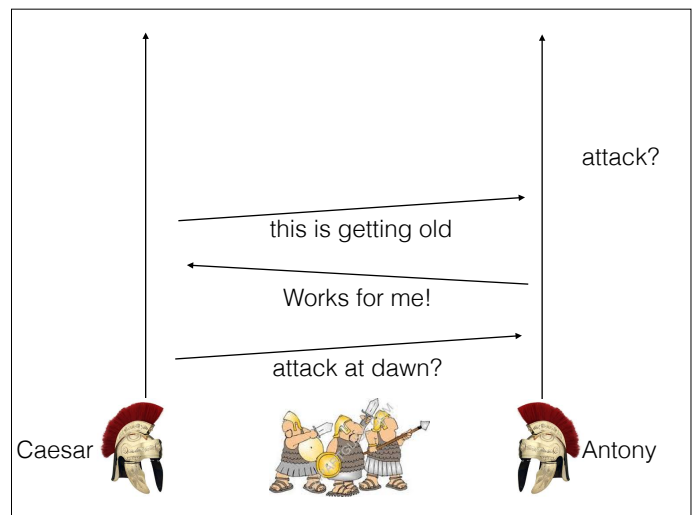 attack?
this is getting old
Works for me!
attack at dawn?
Caesar
Antony